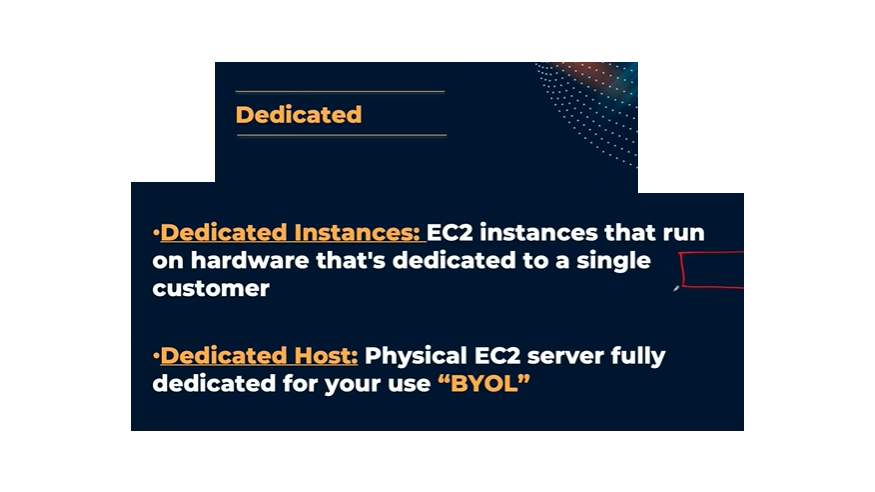 Dedicated
•Dedicated Instances: EC2 instances that run
on hardware that's dedicated to a single
customer
•Dedicated Host: Physical EC2 server fully
dedicated for your use “BYOL”